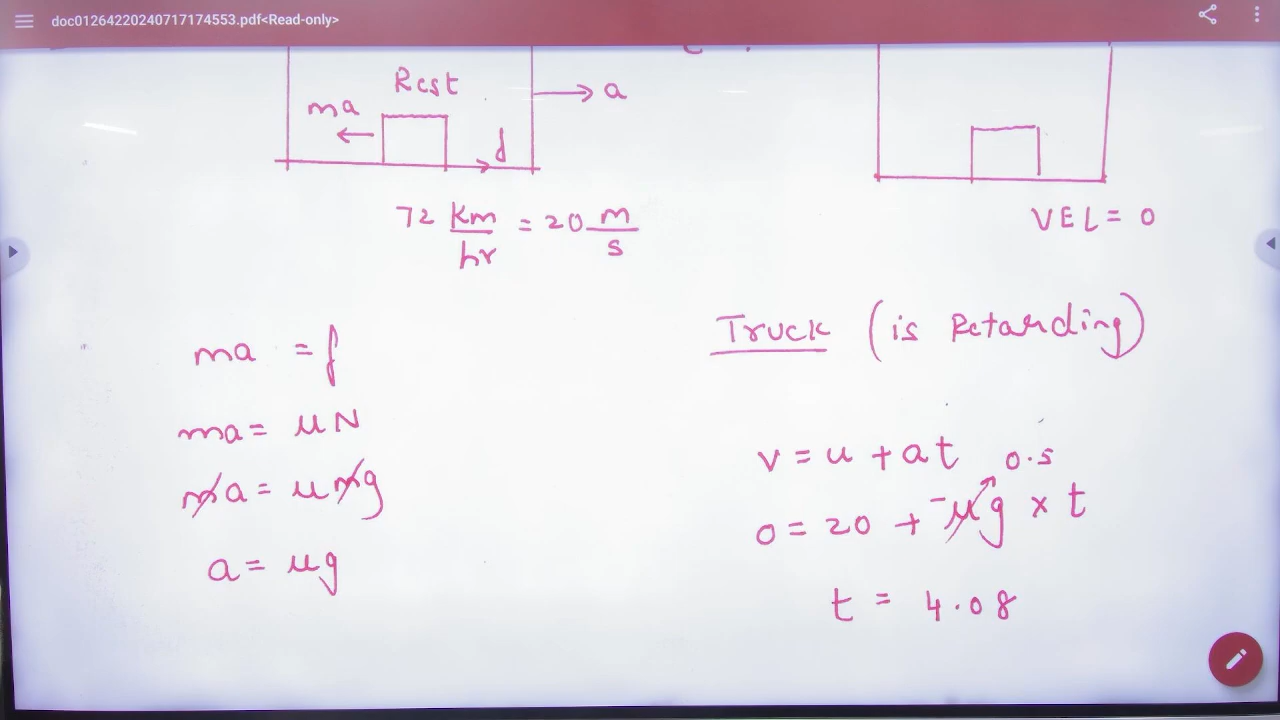 doc01264220240717174553.pdf<Read-only>
Rest
ma
a
f
72 km/hr = 20 m/s
VEL = 0
Truck (is Retarding)
ma = f
ma = μN
ma = μmg
a = μg
v = u + at
0.5
0 = 20 + -μg × t
t = 4.08